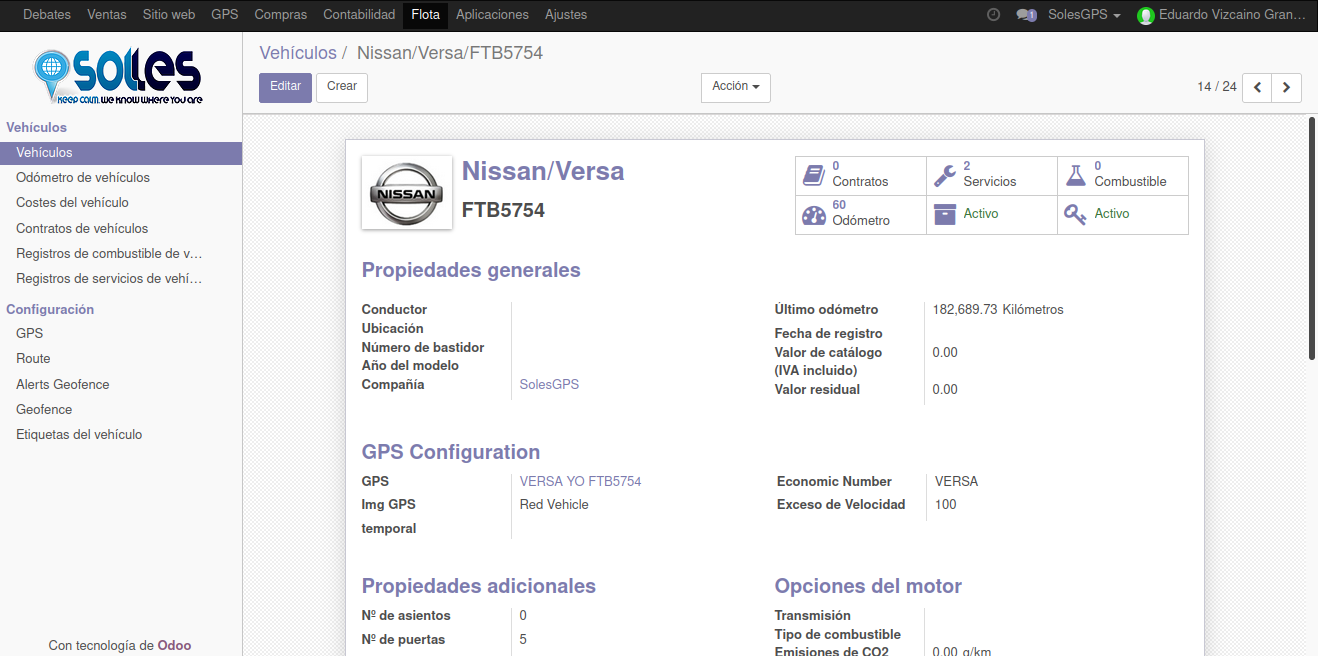 Debates Ventas Sitio web GPS Compras Contabilidad Flota Aplicaciones Ajustes 1 SolesGPS Eduardo Vizcaino Gran...
solles
KEEP CALM, WE KNOW WHERE YOU ARE
Vehículos
Vehículos
Odómetro de vehículos
Costes del vehículo
Contratos de vehículos
Registros de combustible de v...
Registros de servicios de vehí...
Configuración
GPS
Route
Alerts Geofence
Geofence
Etiquetas del vehículo
Con tecnología de Odoo
Vehículos / Nissan/Versa/FTB5754
Editar Crear Acción 14 / 24
NISSAN
Nissan/Versa
FTB5754
0 Contratos
2 Servicios
0 Combustible
60 Odómetro
Activo
Activo
Propiedades generales
Conductor
Ubicación
Número de bastidor
Año del modelo
Compañía SolesGPS
Último odómetro 182,689.73 Kilómetros
Fecha de registro
Valor de catálogo 0.00
(IVA incluido)
Valor residual 0.00
GPS Configuration
GPS VERSA YO FTB5754
Img GPS Red Vehicle
temporal
Economic Number VERSA
Exceso de Velocidad 100
Propiedades adicionales
Nº de asientos 0
Nº de puertas 5
Opciones del motor
Transmisión
Tipo de combustible
Emisiones de CO2 0.00 g/km